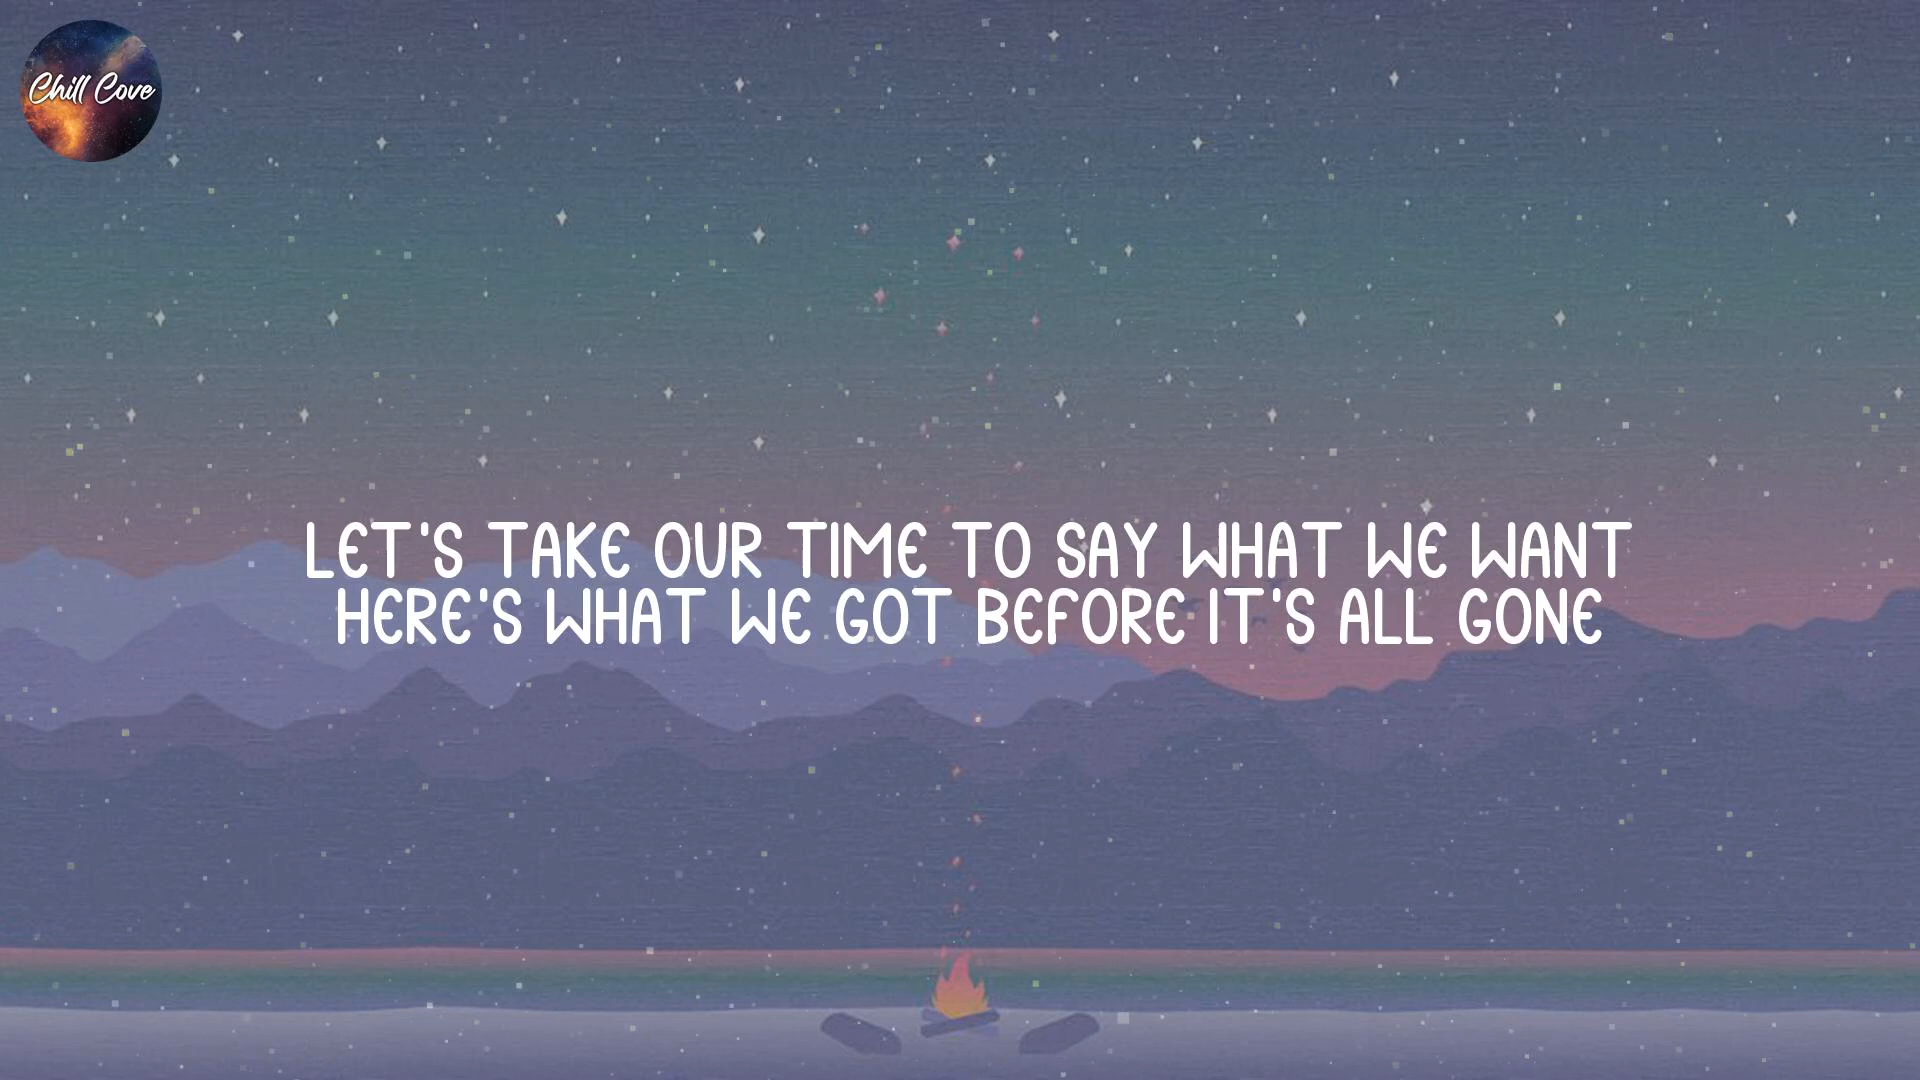 Chill Cove
LET'S TAKE OUR TIME TO SAY WHAT WE WANT
HERE'S WHAT WE GOT BEFORE IT'S ALL GONE